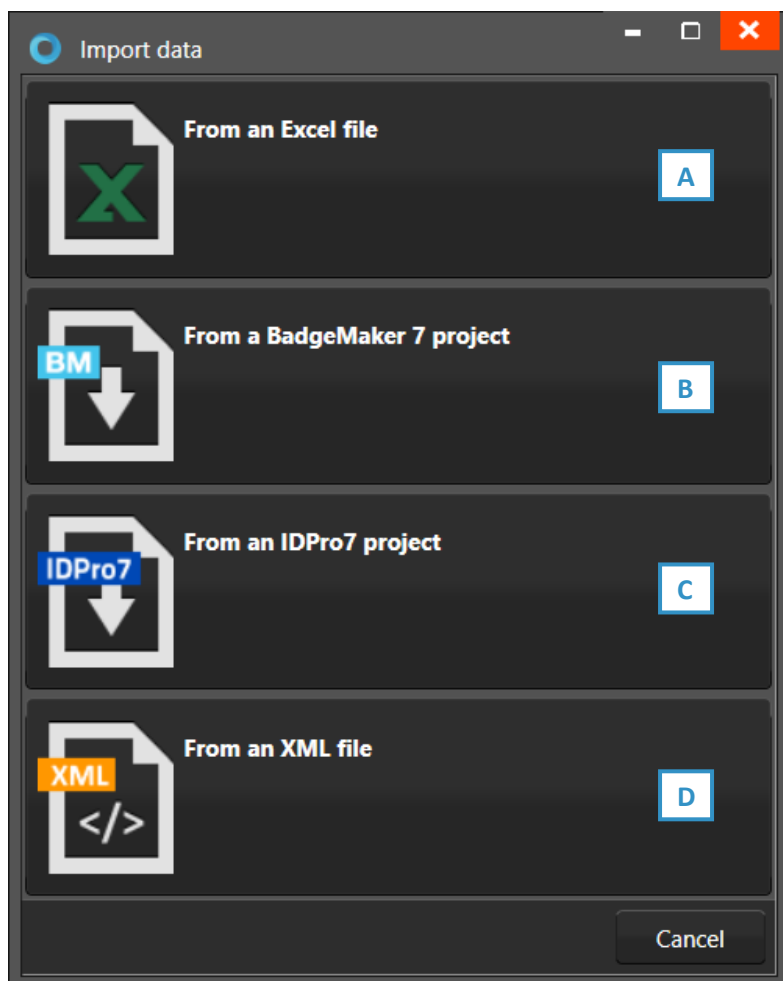 Import data
From an Excel file
X
A
From a BadgeMaker 7 project
BM
B
From an IDPro7 project
IDPro7
C
From an XML file
XML
</>
D
Cancel